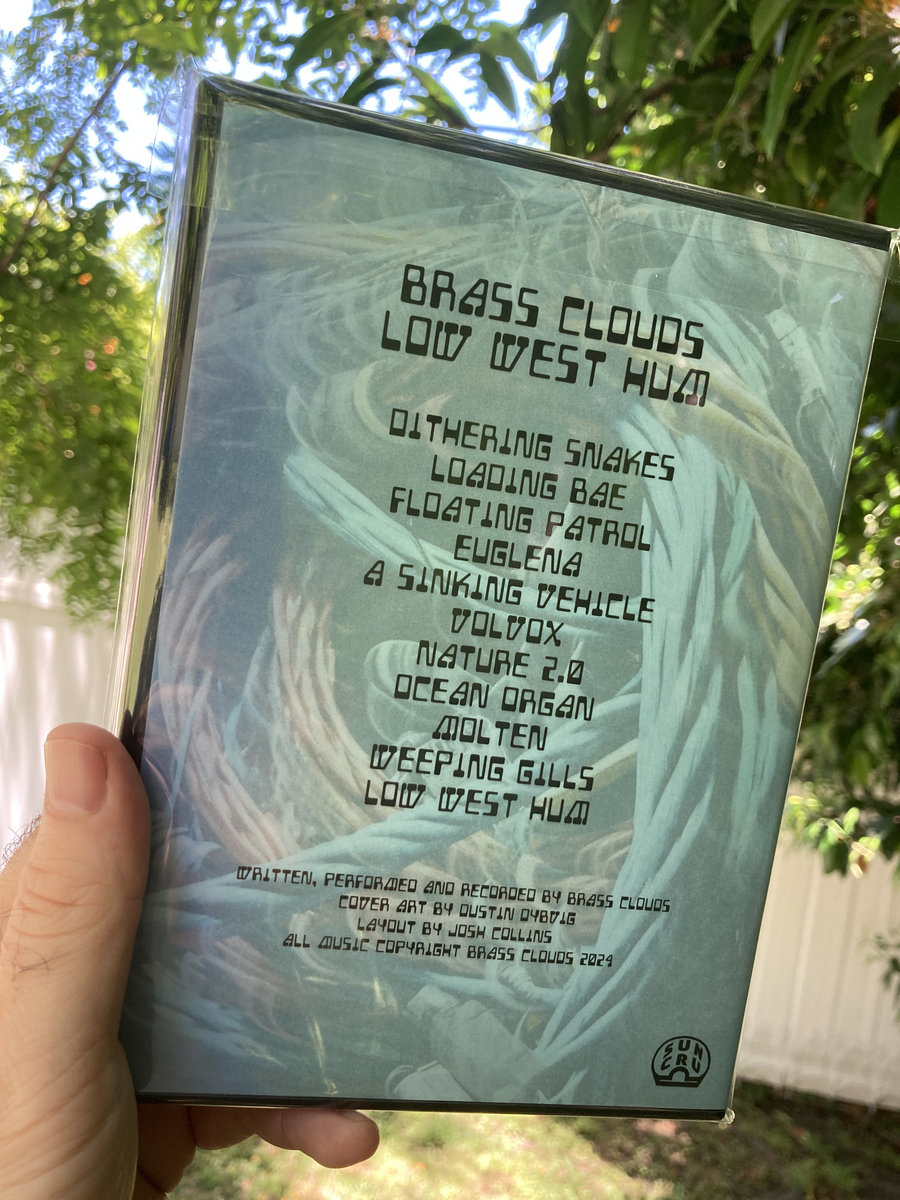 BRASS CLOUDS
LOW WEST HUM
DITHERING SNAKES
LOADING BAE
FLOATING PATROL
EUGLENA
A SINKING VEHICLE
VOLVOX
NATURE 2.0
OCEAN ORGAN
MOLTEN
WEEPING GILLS
LOW WEST HUM
WRITTEN, PERFORMED AND RECORDED BY BRASS CLOUDS
COVER ART BY DUSTIN DYBVIG
LAYOUT BY JOSH COLLINS
ALL MUSIC COPYRIGHT BRASS CLOUDS 2024
SUN
CRU